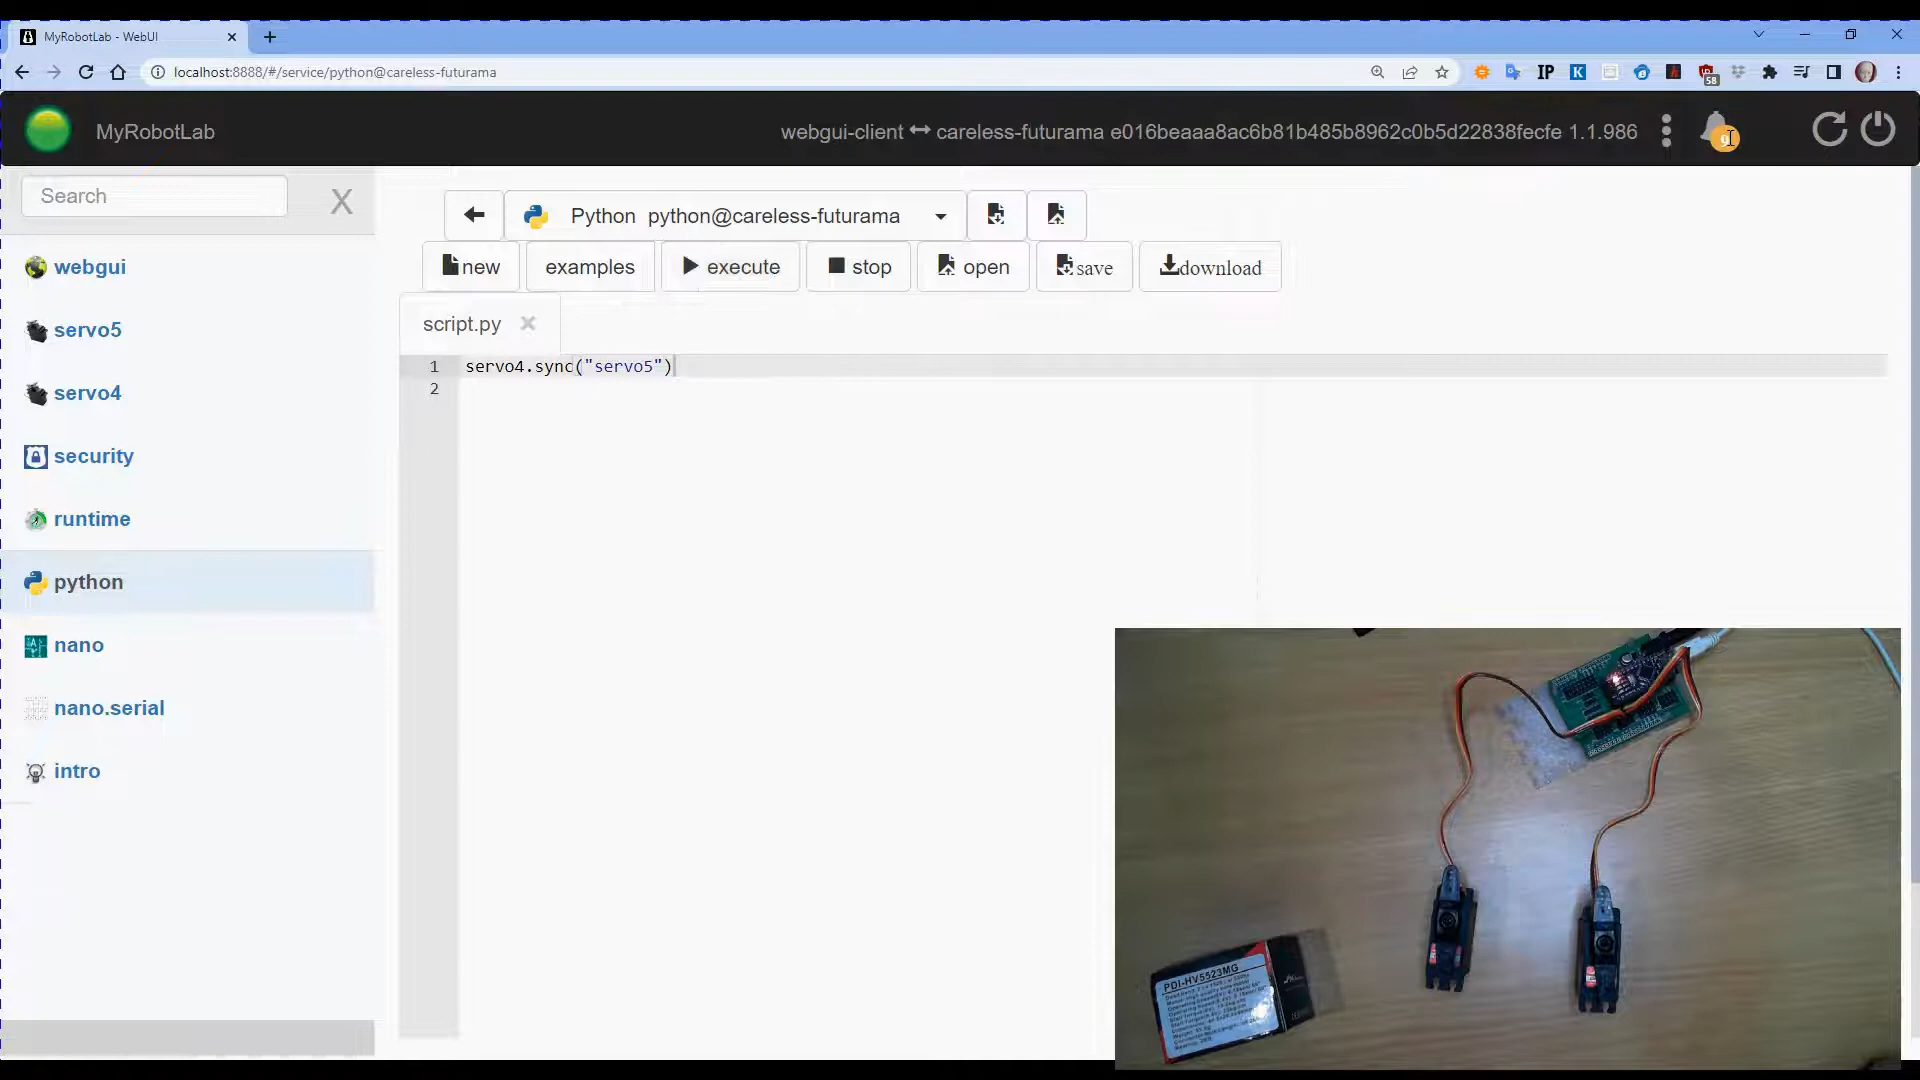 MyRobotLab - WebUI
localhost:8888/#/service/python@careless-futurama
IP
K
58
MyRobotLab
webgui-client ↔ careless-futurama e016beaaa8ac6b81b485b8962c0b5d22838fecfe 1.1.986
Search
X
webgui
servo5
servo4
security
runtime
python
nano
nano.serial
intro
Python python@careless-futurama
new
examples
execute
stop
open
save
download
script.py
1
servo4.sync("servo5")
2
PDI-HV5523MG